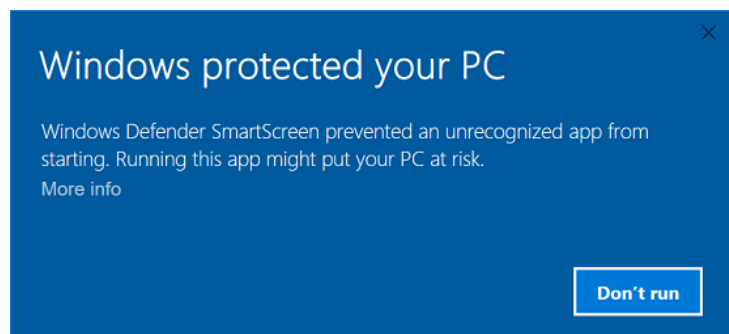 Windows protected your PC
Windows Defender SmartScreen prevented an unrecognized app from
starting. Running this app might put your PC at risk.
More info
Don't run